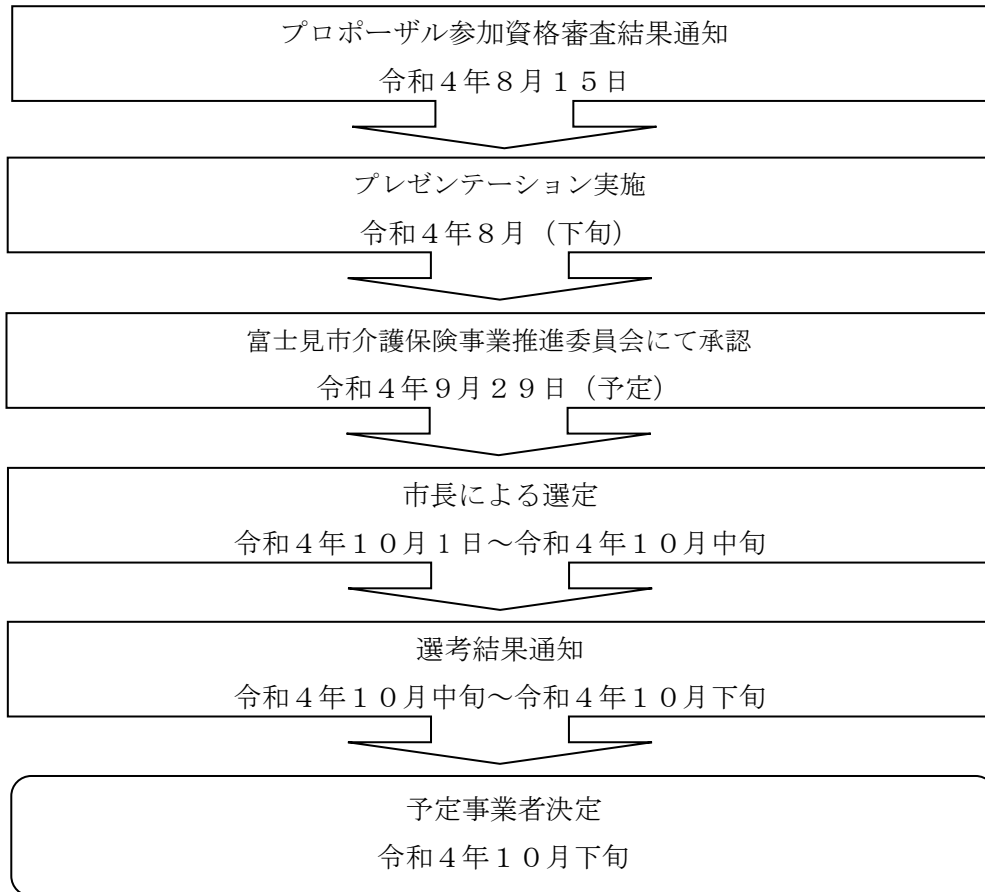 プロポーザル参加資格審査結果通知
令和４年８月１５日
プレゼンテーション実施
令和４年８月（下旬）
富士見市介護保険事業推進委員会にて承認
令和４年９月２９日（予定）
市長による選定
令和４年１０月１日～令和４年１０月中旬
選考結果通知
令和４年１０月中旬～令和４年１０月下旬
予定事業者決定
令和４年１０月下旬